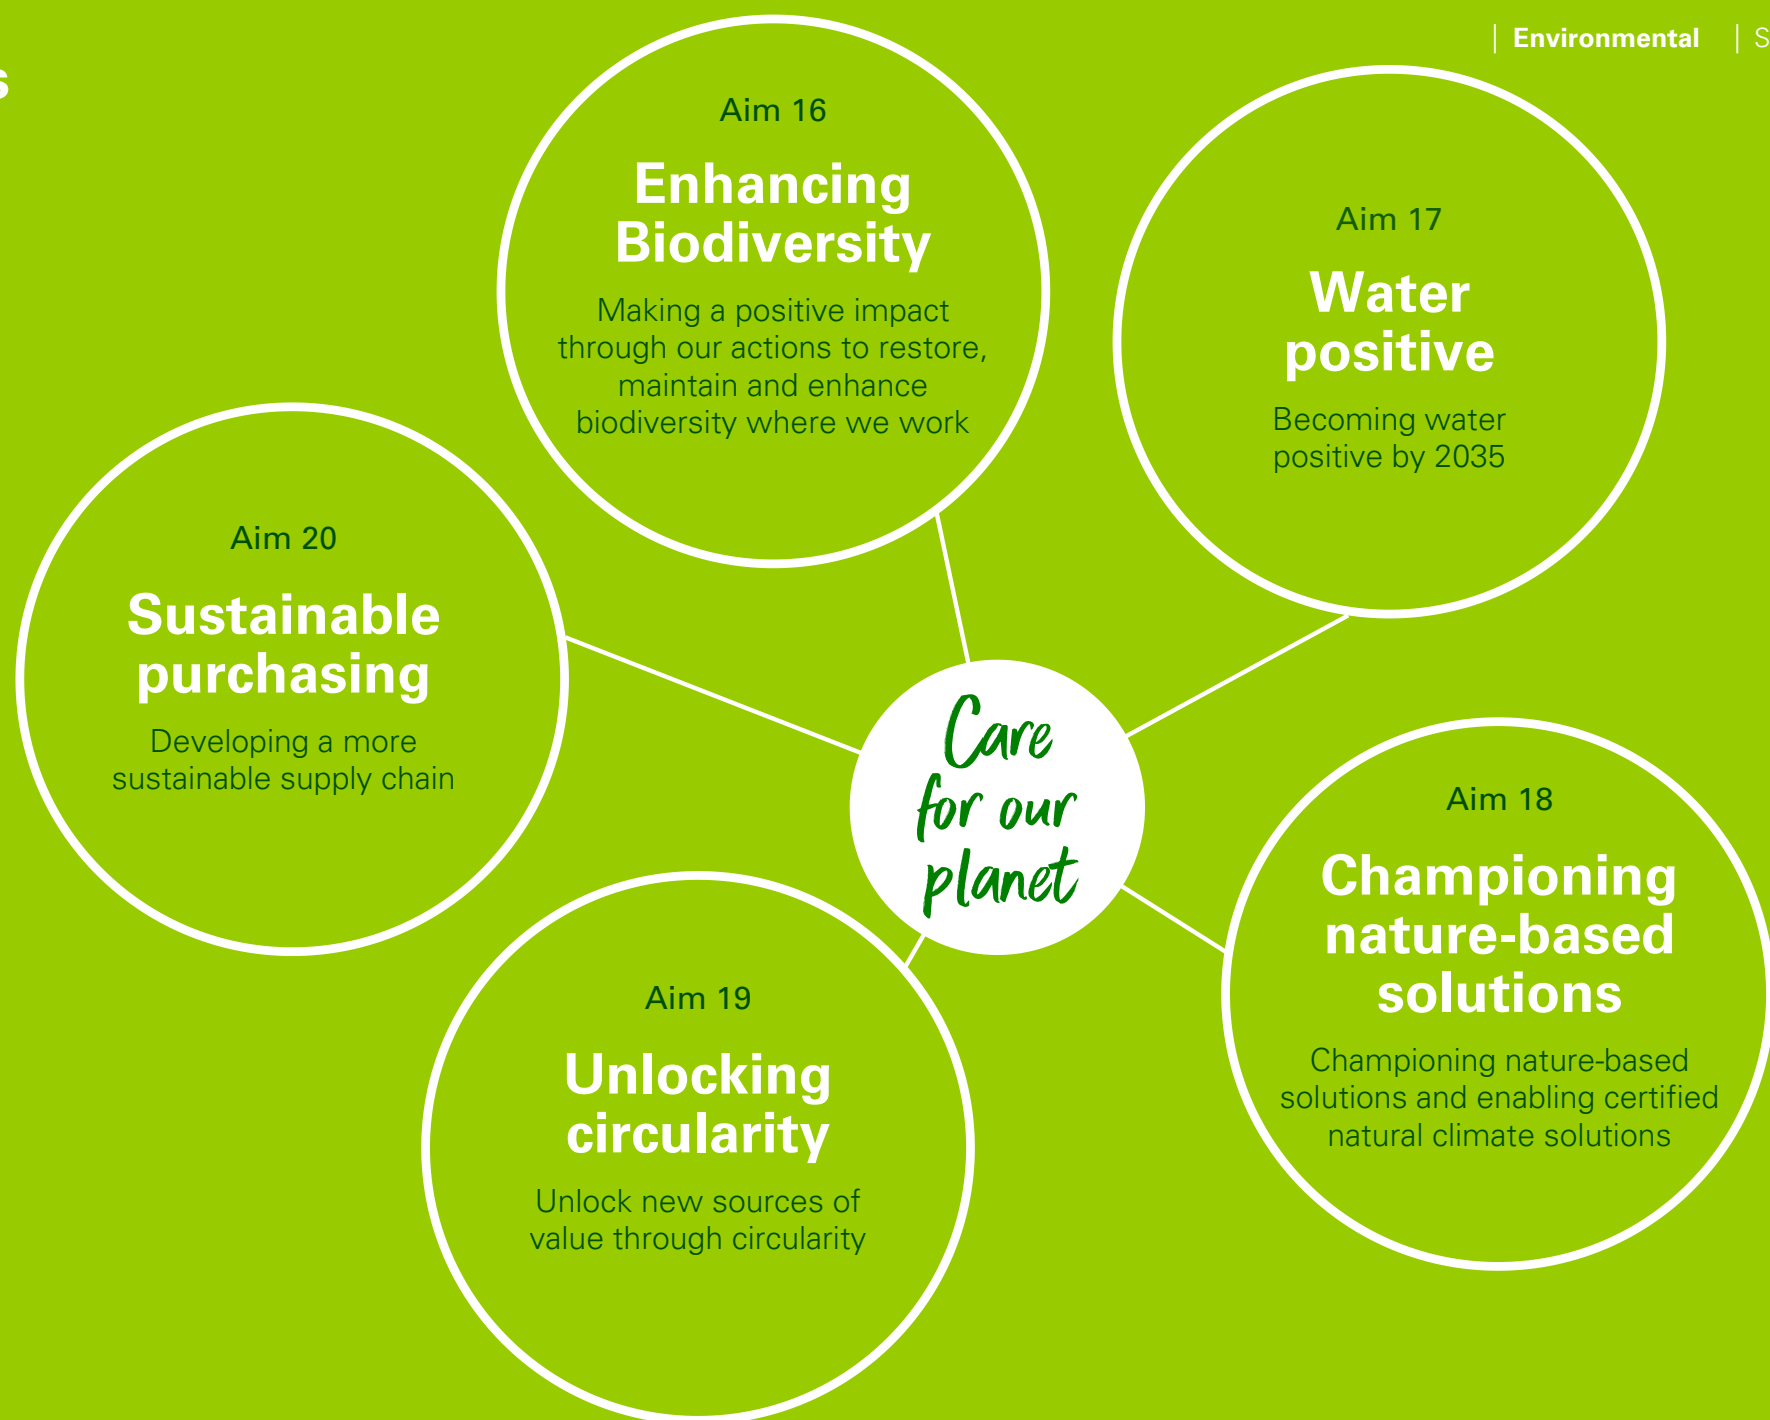 | Environmental
Aim 16
Enhancing
Biodiversity
Making a positive impact
through our actions to restore,
maintain and enhance
biodiversity where we work
Aim 17
Water
positive
Becoming water
positive by 2035
Aim 20
Sustainable
purchasing
Developing a more
sustainable supply chain
Care
for our
planet
Aim 18
Championing
nature-based
solutions
Championing nature-based
solutions and enabling certified
natural climate solutions
Aim 19
Unlocking
circularity
Unlock new sources of
value through circularity